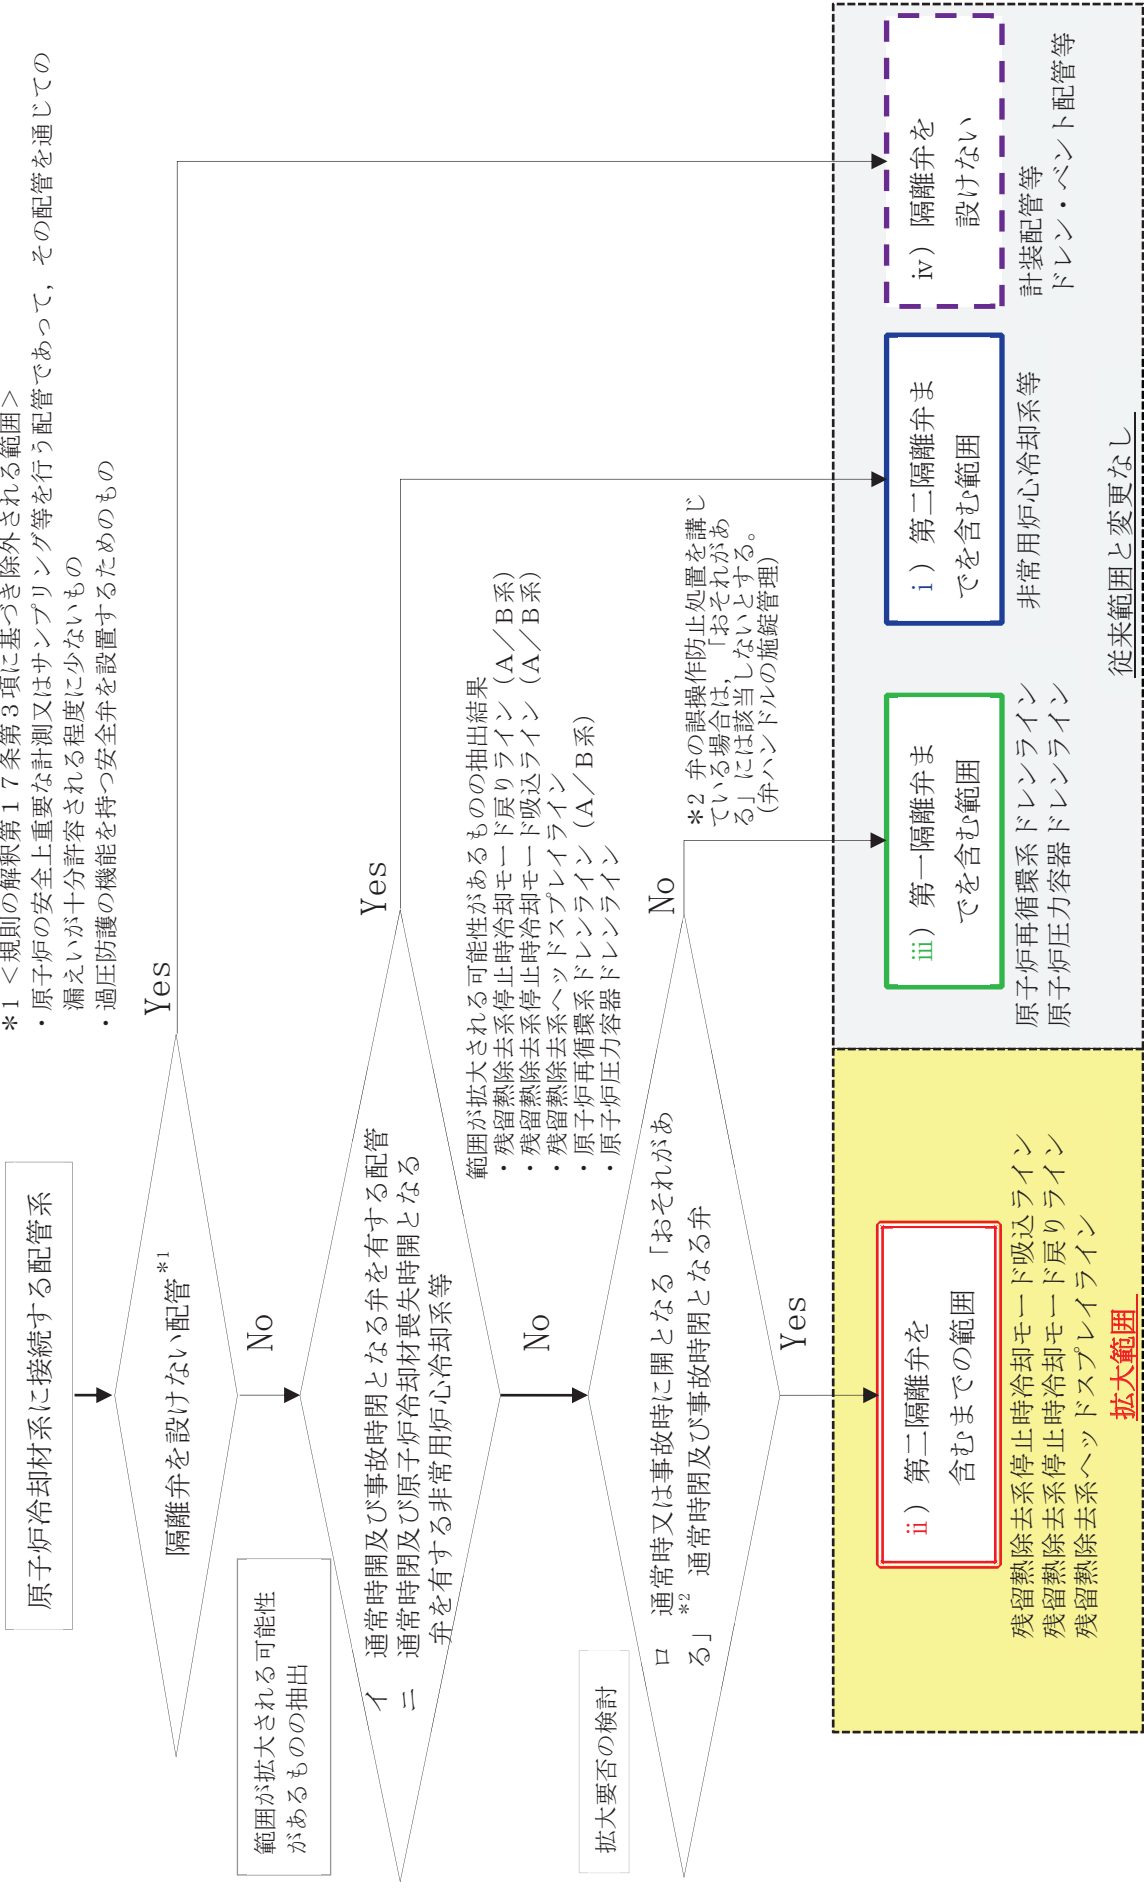 原子炉冷却材系に接続する配管系
*1 <規則の解釈第17条第3項に基づき除外される範囲>
・原子炉の安全上重要な計測又はサンプリング等を行う配管であって，その配管を通じての
漏えいが十分許容される程度に少ないもの
・過圧防護の機能を持つ安全弁を設置するためのもの
隔離弁を設けない配管*1
Yes
No
範囲が拡大される可能性
があるものの抽出
イ 通常時開及び事故時閉となる弁を有する配管
ニ 通常時閉及び原子炉冷却材喪失時開となる
弁を有する非常用炉心冷却系等
Yes
No
範囲が拡大される可能性があるものの抽出結果
・残留熱除去系停止時冷却モード戻りライン（A／B系）
・残留熱除去系停止時冷却モード吸込ライン（A／B系）
・残留熱除去系ヘッドスプレイライン
・原子炉再循環系ドレンライン（A／B系）
・原子炉圧力容器ドレンライン
拡大要否の検討
ロ 通常時又は事故時に開となる「おそれがあ
る」*2 通常時閉及び事故時閉となる弁
No
Yes
*2 弁の誤操作防止処置を講じ
ている場合は，「おそれがあ
る」には該当しないとする。
(弁ハンドルの施錠管理)
ii）第二隔離弁を
含むまでの範囲
残留熱除去系停止時冷却モード吸込ライン
残留熱除去系停止時冷却モード戻りライン
残留熱除去系ヘッドスプレイライン
拡大範囲
iii）第一隔離弁ま
でを含む範囲
原子炉再循環系ドレンライン
原子炉圧力容器ドレンライン
i）第二隔離弁ま
でを含む範囲
非常用炉心冷却系等
iv）隔離弁を
設けない
計装配管等
ドレン・ベント配管等
従来範囲と変更なし